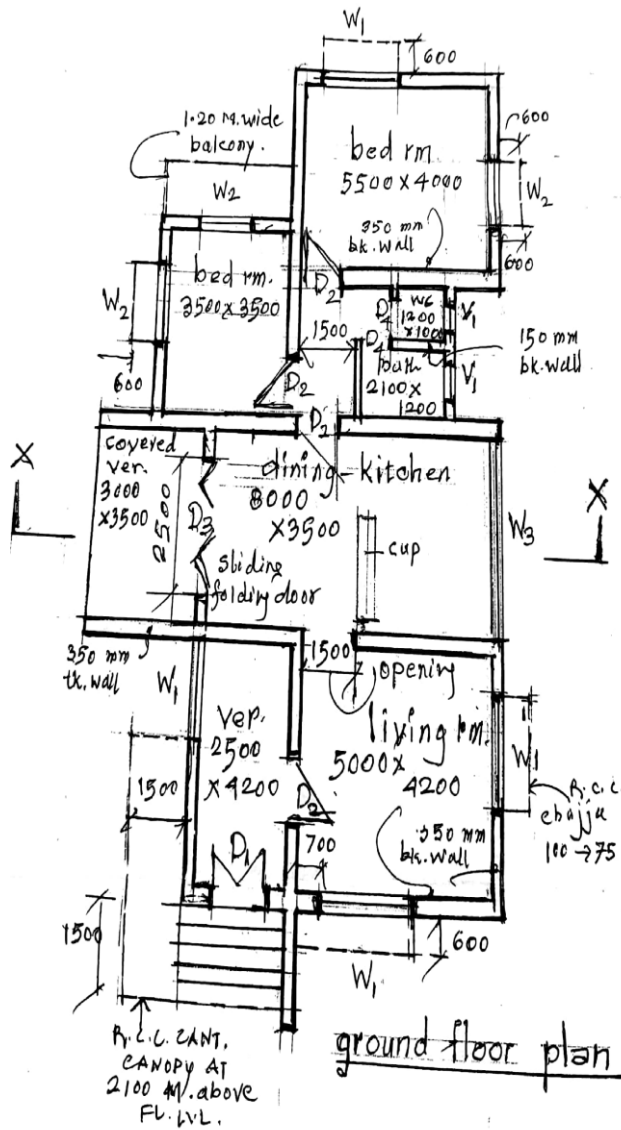 W1
600
1.20 M. wide
balcony.
600
bed rm
5500 X 4000
W2
W2
350 mm
bk. wall
600
bed rm.
3500 X 3500
W2
D2
D4
WC
1200
X 1000
V1
1500
D4
150 mm
bk. wall
600
D2
bath
2100 X
1200
V1
D2
covered
ver.
3000
X3500
X
X
2500
D3
dining - kitchen
8000
X3500
W3
cup
sliding
folding door
350 mm
bk. wall
W1
1500
opening
ver.
2500
X 4200
living rm.
5000 X
4200
W1
1500
D2
R.C.C.
chajja
100 → 75
350 mm
bk. wall
D1
700
1500
600
W1
R.C.C. CANT.
CANOPY AT
2100 M. above
FL. LVL.
ground floor plan